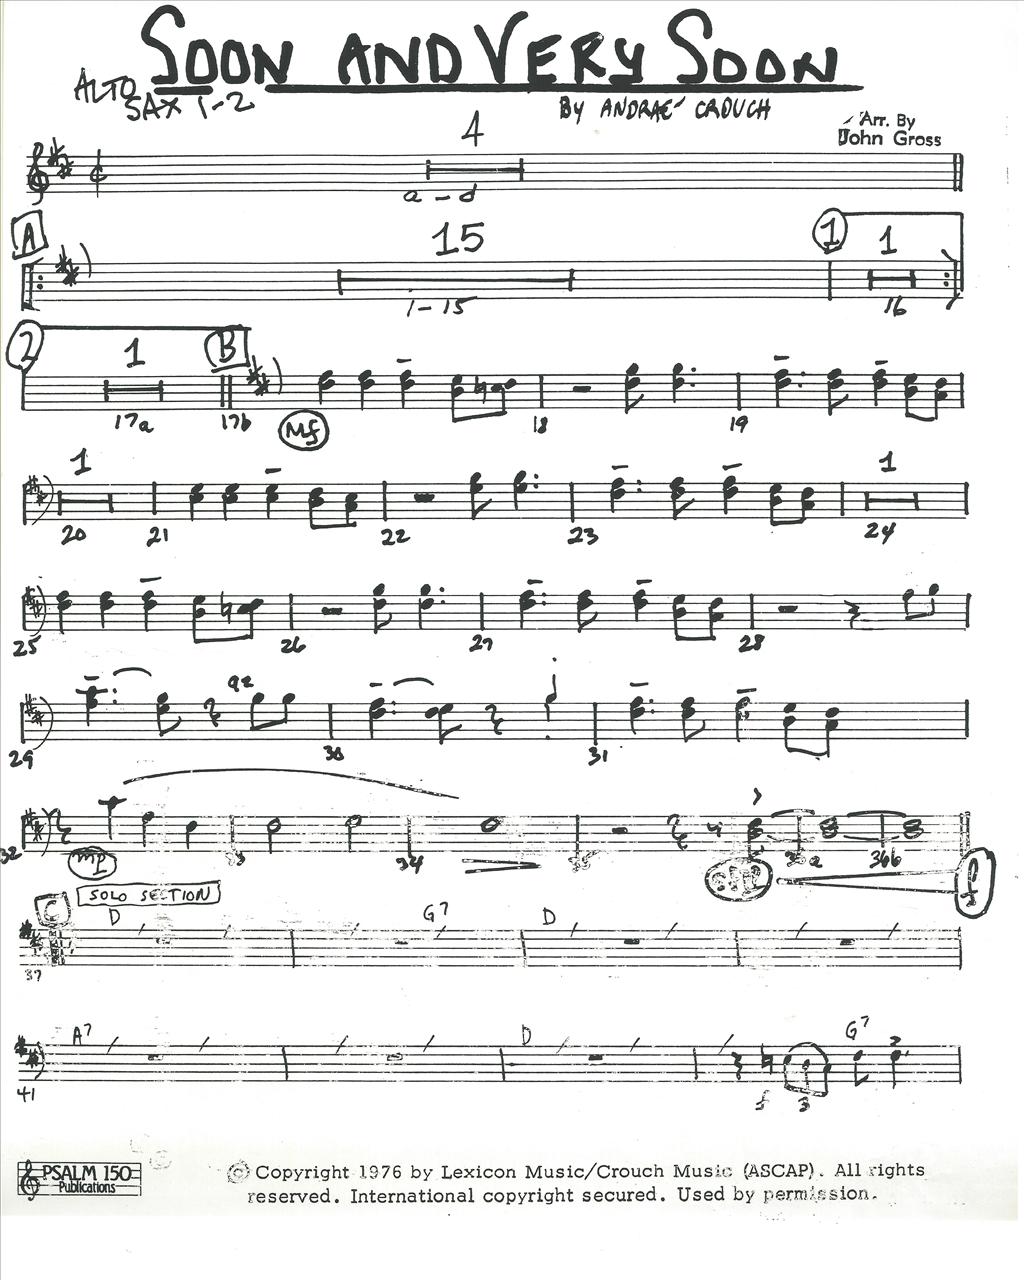 SOON AND VERY SOON
ALTO
SAX 1-2
BY ANDRAE' CROUCH
Arr. By
John Gross
4
a - d
A
15
1 1
1 - 15
16
2
1
B
17a 17b
Mf
18 19
1
1
20 21 22 23 24
25 26 27 28
a2
29 30 31
32
mp
34
36b
f
C SOLO SECTION
D G7 D
37
A7 D G7
41
f 3
PSALM 150
Publications
© Copyright 1976 by Lexicon Music/Crouch Music (ASCAP). All rights
reserved. International copyright secured. Used by permission.